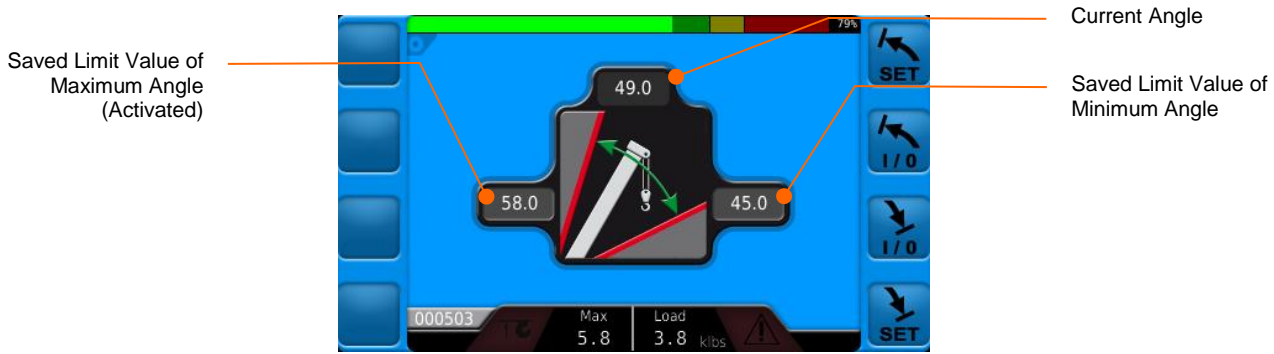 Saved Limit Value of
Maximum Angle
(Activated)
79%
Current Angle
SET
49.0
Saved Limit Value of
Minimum Angle
I / 0
58.0
45.0
I / 0
000503
Max
Load
5.8
3.8 klbs
SET